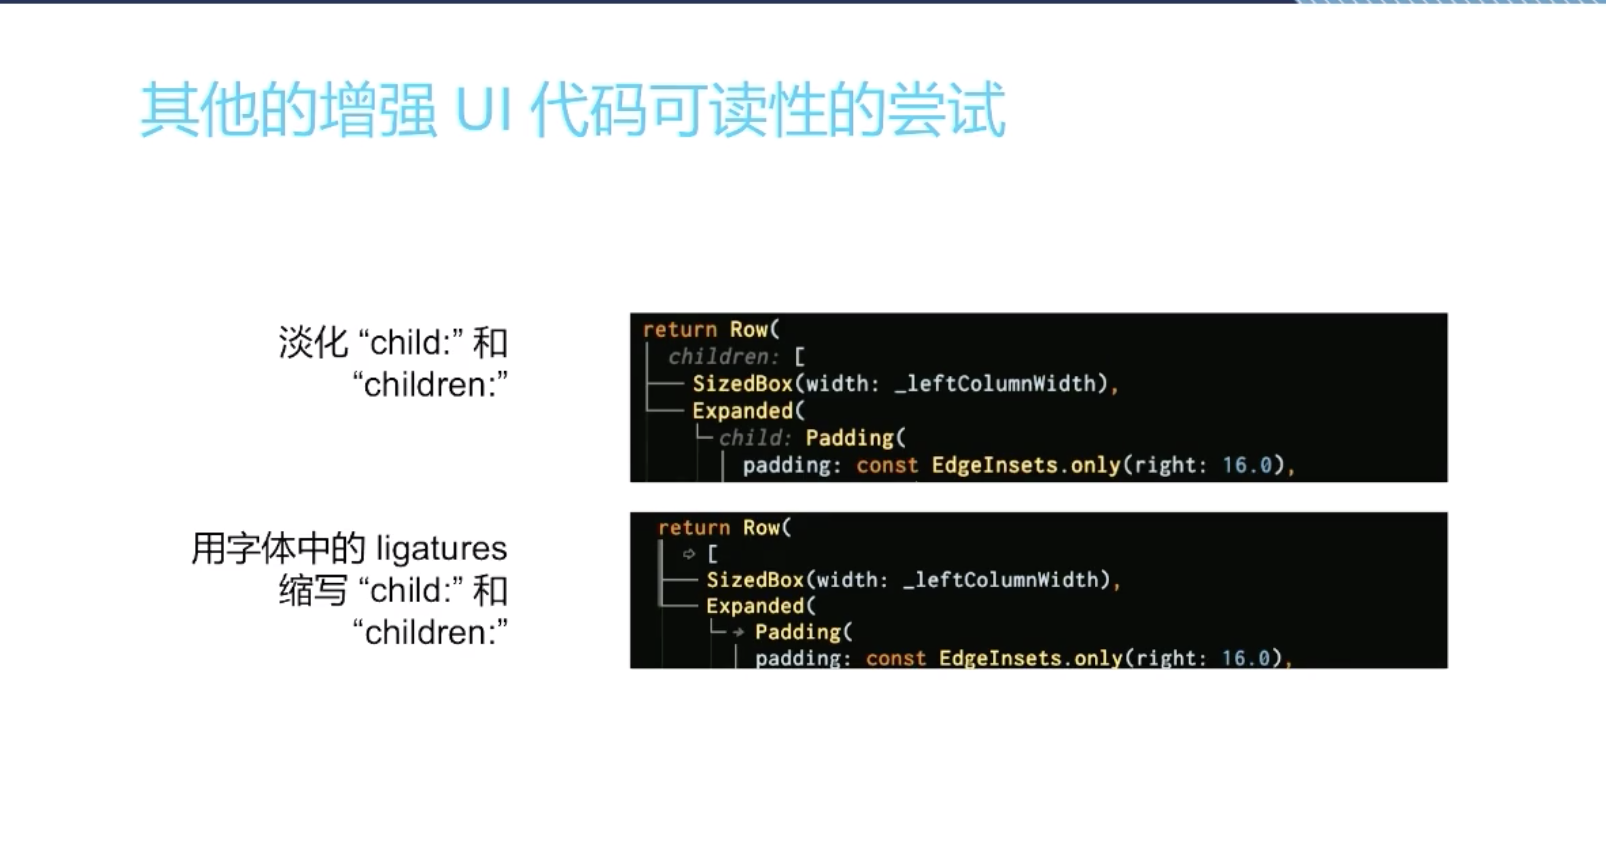 其他的增强 UI 代码可读性的尝试
淡化 “child:” 和
“children:”
return Row(
children: [
SizedBox(width: _leftColumnWidth),
Expanded(
child: Padding(
padding: const EdgeInsets.only(right: 16.0),
用字体中的 ligatures
缩写 “child:” 和
“children:”
return Row(
➩ [
SizedBox(width: _leftColumnWidth),
Expanded(
→ Padding(
padding: const EdgeInsets.only(right: 16.0),